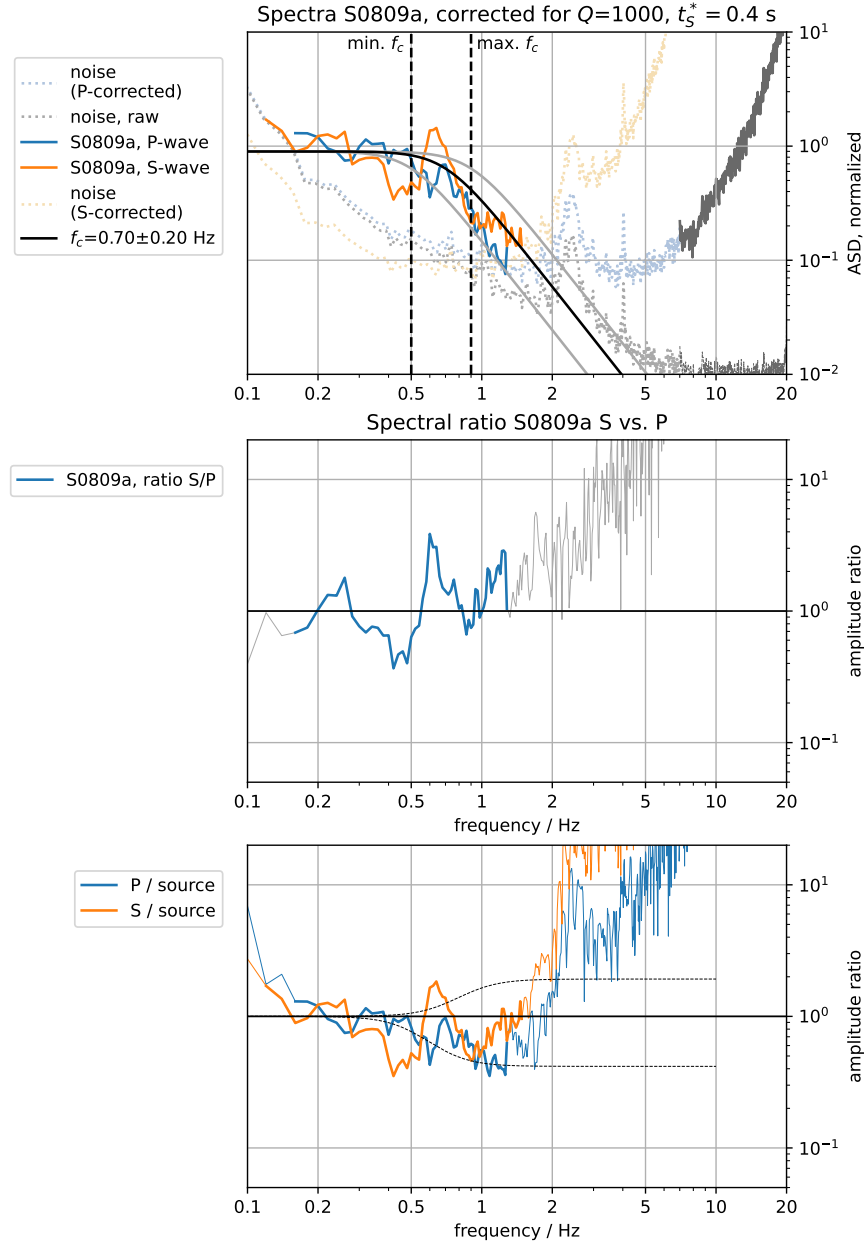 Spectra S0809a, corrected for Q=1000, t*S = 0.4 s
min. fc
max. fc
noise
(P-corrected)
noise, raw
S0809a, P-wave
S0809a, S-wave
noise
(S-corrected)
fc=0.70±0.20 Hz
10^1
10^0
10^−1
10^−2
ASD, normalized
0.1 0.2 0.5 1 2 5 10 20
Spectral ratio S0809a S vs. P
S0809a, ratio S/P
10^1
10^0
10^−1
amplitude ratio
0.1 0.2 0.5 1 2 5 10 20
frequency / Hz
P / source
S / source
10^1
10^0
10^−1
amplitude ratio
0.1 0.2 0.5 1 2 5 10 20
frequency / Hz